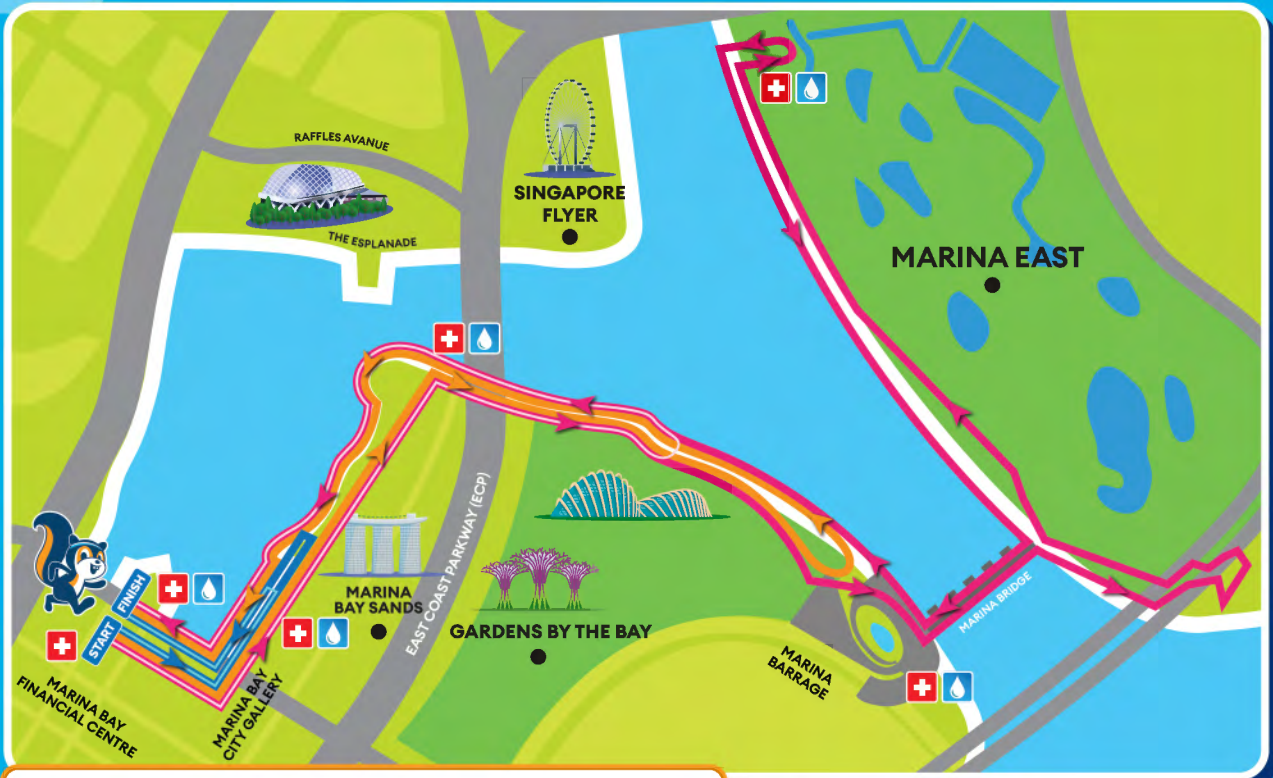 RAFFLES AVANUE
THE ESPLANADE
SINGAPORE
FLYER
MARINA EAST
EAST COAST PARKWAY (ECP)
MARINA
BAY SANDS
GARDENS BY THE BAY
MARINA BRIDGE
MARINA
BARRAGE
FINISH
START
MARINA BAY
FINANCIAL CENTRE
MARINA BAY
CITY GALLERY